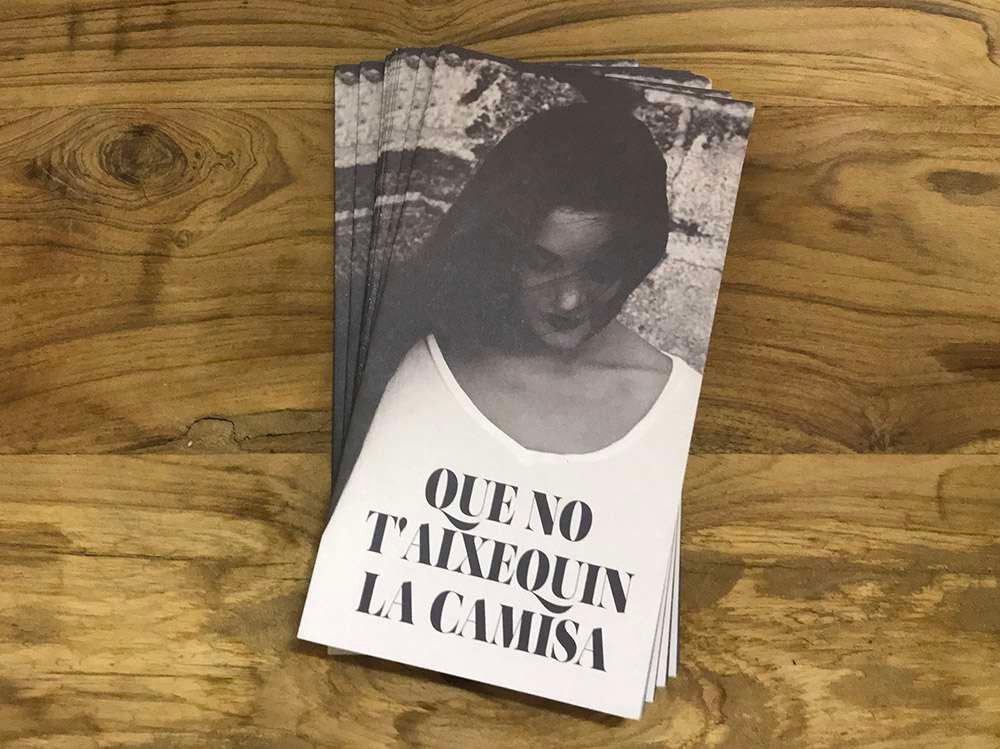 QUE NO
T'AIXEQUIN
LA CAMISA